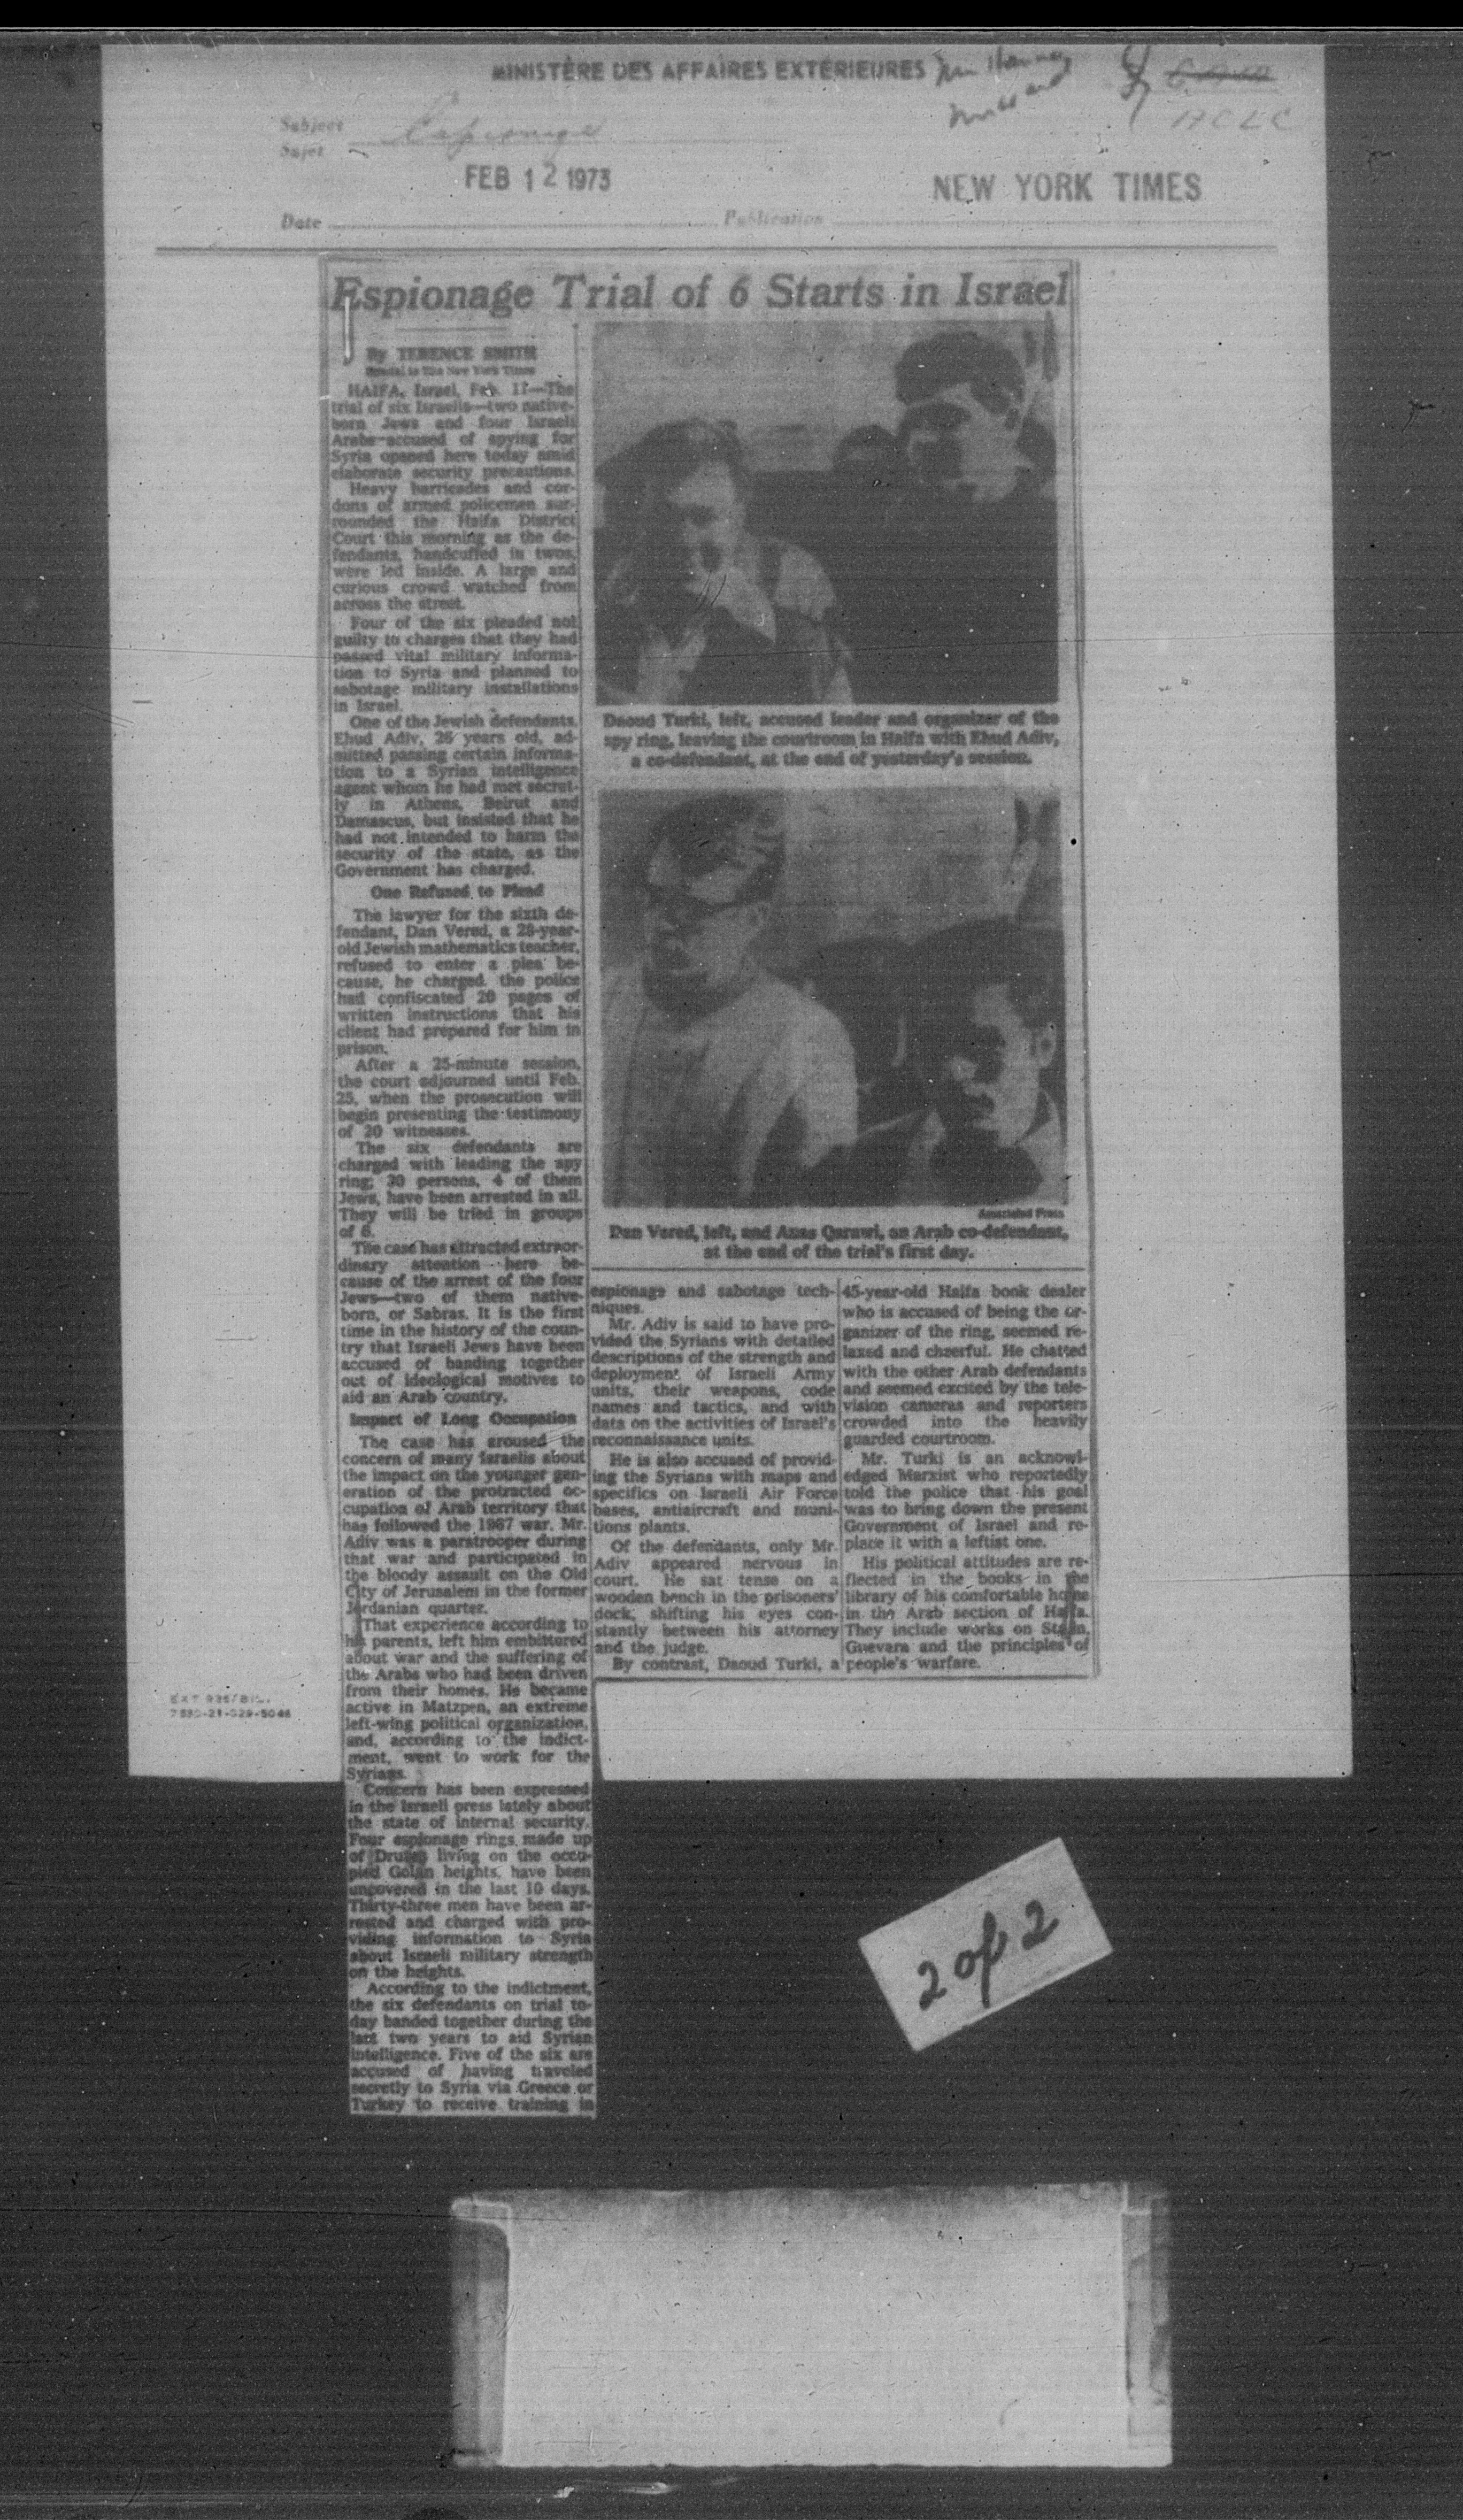 MINISTÈRE DES AFFAIRES EXTÉRIEURES
Subject
Sujet
Espionage
ACLC
FEB 12 1973
NEW YORK TIMES
Date
Publication
Espionage Trial of 6 Starts in Israel
By TERENCE SMITH
Special to The New York Times
HAIFA, Israel, Feb. 11—The
trial of six Israelis—two native-
born Jews and four Israeli
Arabs—accused of spying for
Syria opened here today amid
elaborate security precautions.
Heavy barricades and cor-
dons of armed policemen sur-
rounded the Haifa District
Court this morning as the de-
fendants, handcuffed in twos,
were led inside. A large and
curious crowd watched from
across the street.
Four of the six pleaded not
guilty to charges that they had
passed vital military informa-
tion to Syria and planned to
sabotage military installations
in Israel.
One of the Jewish defendants,
Ehud Adiv, 26 years old, ad-
mitted passing certain informa-
tion to a Syrian intelligence
agent whom he had met secret-
ly in Athens, Beirut and
Damascus, but insisted that he
had not intended to harm the
security of the state, as the
Government has charged.
One Refused to Plead
The lawyer for the sixth de-
fendant, Dan Vered, a 28-year-
old Jewish mathematics teacher,
refused to enter a plea be-
cause, he charged, the police
had confiscated 20 pages of
written instructions that his
client had prepared for him in
prison.
After a 25-minute session,
the court adjourned until Feb.
25, when the prosecution will
begin presenting the testimony
of 20 witnesses.
The six defendants are
charged with leading the spy
ring; 30 persons, 4 of them
Jews, have been arrested in all.
They will be tried in groups
of 6.
The case has attracted extraor-
dinary attention here be-
cause of the arrest of the four
Jews—two of them native-
born, or Sabras. It is the first
time in the history of the coun-
try that Israeli Jews have been
accused of banding together
out of ideological motives to
aid an Arab country.
Impact of Long Occupation
The case has aroused the
concern of many Israelis about
the impact on the younger gen-
eration of the protracted oc-
cupation of Arab territory that
has followed the 1967 war. Mr.
Adiv was a paratrooper during
that war and participated in
the bloody assault on the Old
City of Jerusalem in the former
Jordanian quarter.
That experience according to
his parents, left him embittered
about war and the suffering of
the Arabs who had been driven
from their homes. He became
active in Matzpen, an extreme
left-wing political organization,
and, according to the indict-
ment, went to work for the
Syrians.
Concern has been expressed
in the Israeli press lately about
the state of internal security.
Four espionage rings made up
of Druzes living on the occu-
pied Golan heights, have been
uncovered in the last 10 days.
Thirty-three men have been ar-
rested and charged with pro-
viding information to Syria
about Israeli military strength
on the heights.
According to the indictment,
the six defendants on trial to-
day banded together during the
last two years to aid Syrian
intelligence. Five of the six are
accused of having traveled
secretly to Syria via Greece or
Turkey to receive training in
Daoud Turki, left, accused leader and organizer of the
spy ring, leaving the courtroom in Haifa with Ehud Adiv,
a co-defendant, at the end of yesterday's session.
Associated Press
Dan Vered, left, and Anas Qarawi, an Arab co-defendant,
at the end of the trial's first day.
espionage and sabotage tech-
niques.
Mr. Adiv is said to have pro-
vided the Syrians with detailed
descriptions of the strength and
deployment of Israeli Army
units, their weapons, code
names and tactics, and with
data on the activities of Israel's
reconnaissance units.
He is also accused of provid-
ing the Syrians with maps and
specifics on Israeli Air Force
bases, antiaircraft and muni-
tions plants.
Of the defendants, only Mr.
Adiv appeared nervous in
court. He sat tense on a
wooden bench in the prisoners'
dock, shifting his eyes con-
stantly between his attorney
and the judge.
By contrast, Daoud Turki, a
45-year-old Haifa book dealer
who is accused of being the or-
ganizer of the ring, seemed re-
laxed and cheerful. He chatted
with the other Arab defendants
and seemed excited by the tele-
vision cameras and reporters
crowded into the heavily
guarded courtroom.
Mr. Turki is an acknowl-
edged Marxist who reportedly
told the police that his goal
was to bring down the present
Government of Israel and re-
place it with a leftist one.
His political attitudes are re-
flected in the books in the
library of his comfortable home
in the Arab section of Haifa.
They include works on Stalin,
Guevara and the principles of
people's warfare.
7530-21-029-5046
2 of 2